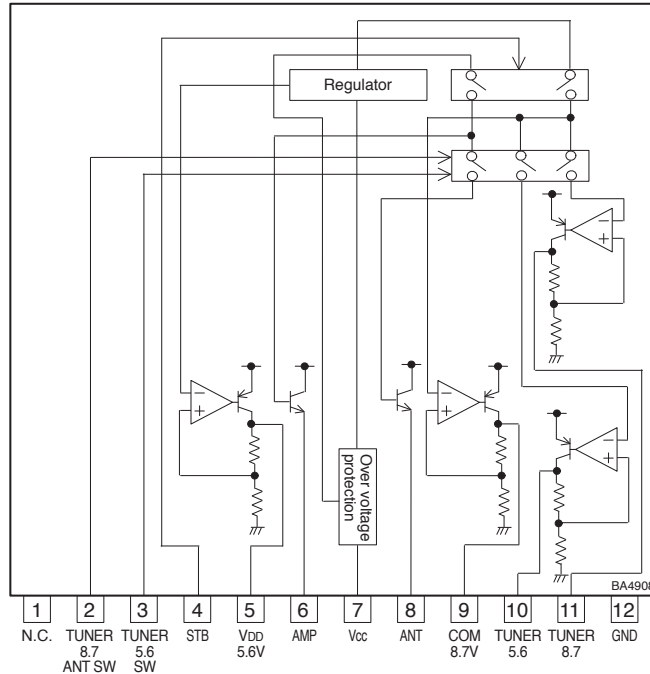 Regulator
Over voltage
protection
−
+
−
+
−
+
−
+
BA4908
1 2 3 4 5 6 7 8 9 10 11 12
N.C. TUNER TUNER STB VDD AMP Vcc ANT COM TUNER TUNER GND
8.7 5.6 5.6V 8.7V 5.6 8.7
ANT SW SW